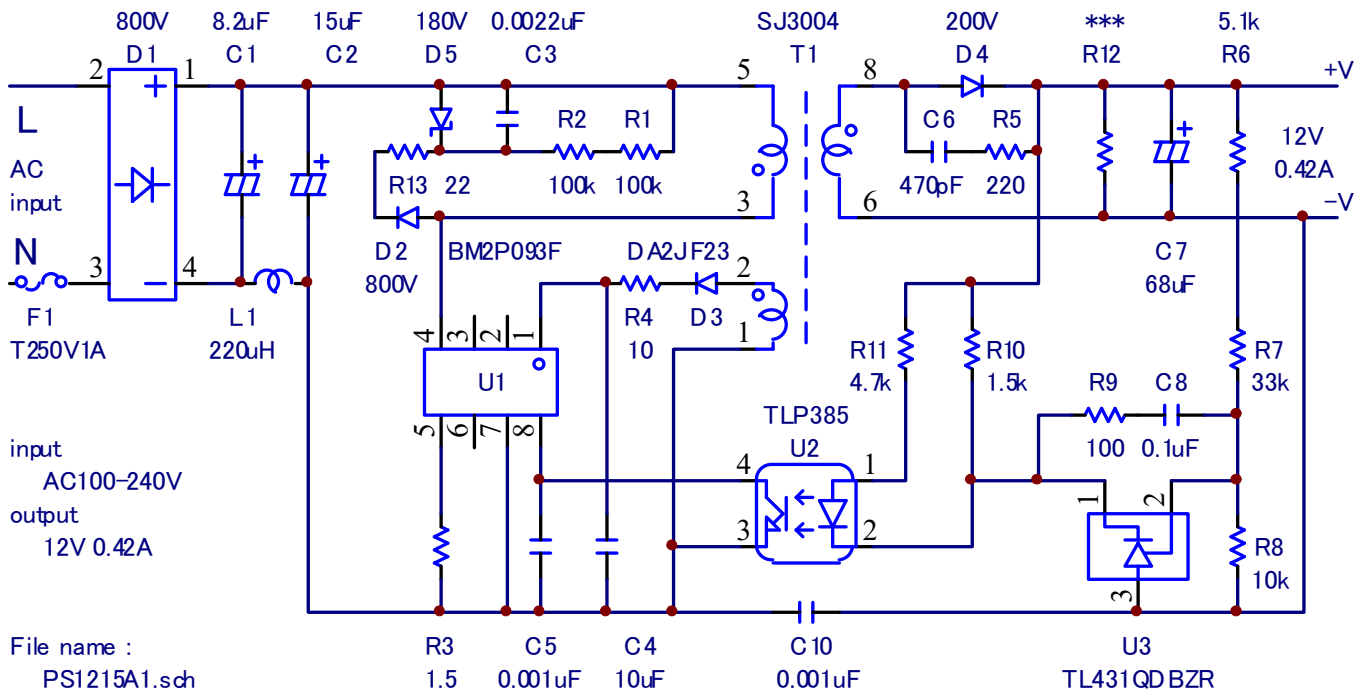 800V 8.2uF 15uF 180V 0.0022uF SJ3004 200V *** 5.1k
D1 C1 C2 D5 C3 T1 D4 R12 R6
2 1 5 8 +V
L
AC
input
R2 R1 C6 R5 12V
0.42A
R13 22 100k 100k 470pF 220
3 6 -V
N
D2 BM2P093F DA2JF23 C7
800V 68uF
3 4 2
F1 L1 R4 D3
T250V1A 220uH 10
4 3 2 1 1
R11 R10 R7
4.7k 1.5k 33k
U1
R9 C8
TLP385
U2
5 6 7 8
100 0.1uF
input
AC100-240V
output
12V 0.42A
4 1
3 2
1 2
R8
10k
3
File name :
PS1215A1.sch
R3 C5 C4 C10 U3
1.5 0.001uF 10uF 0.001uF TL431QDBZR